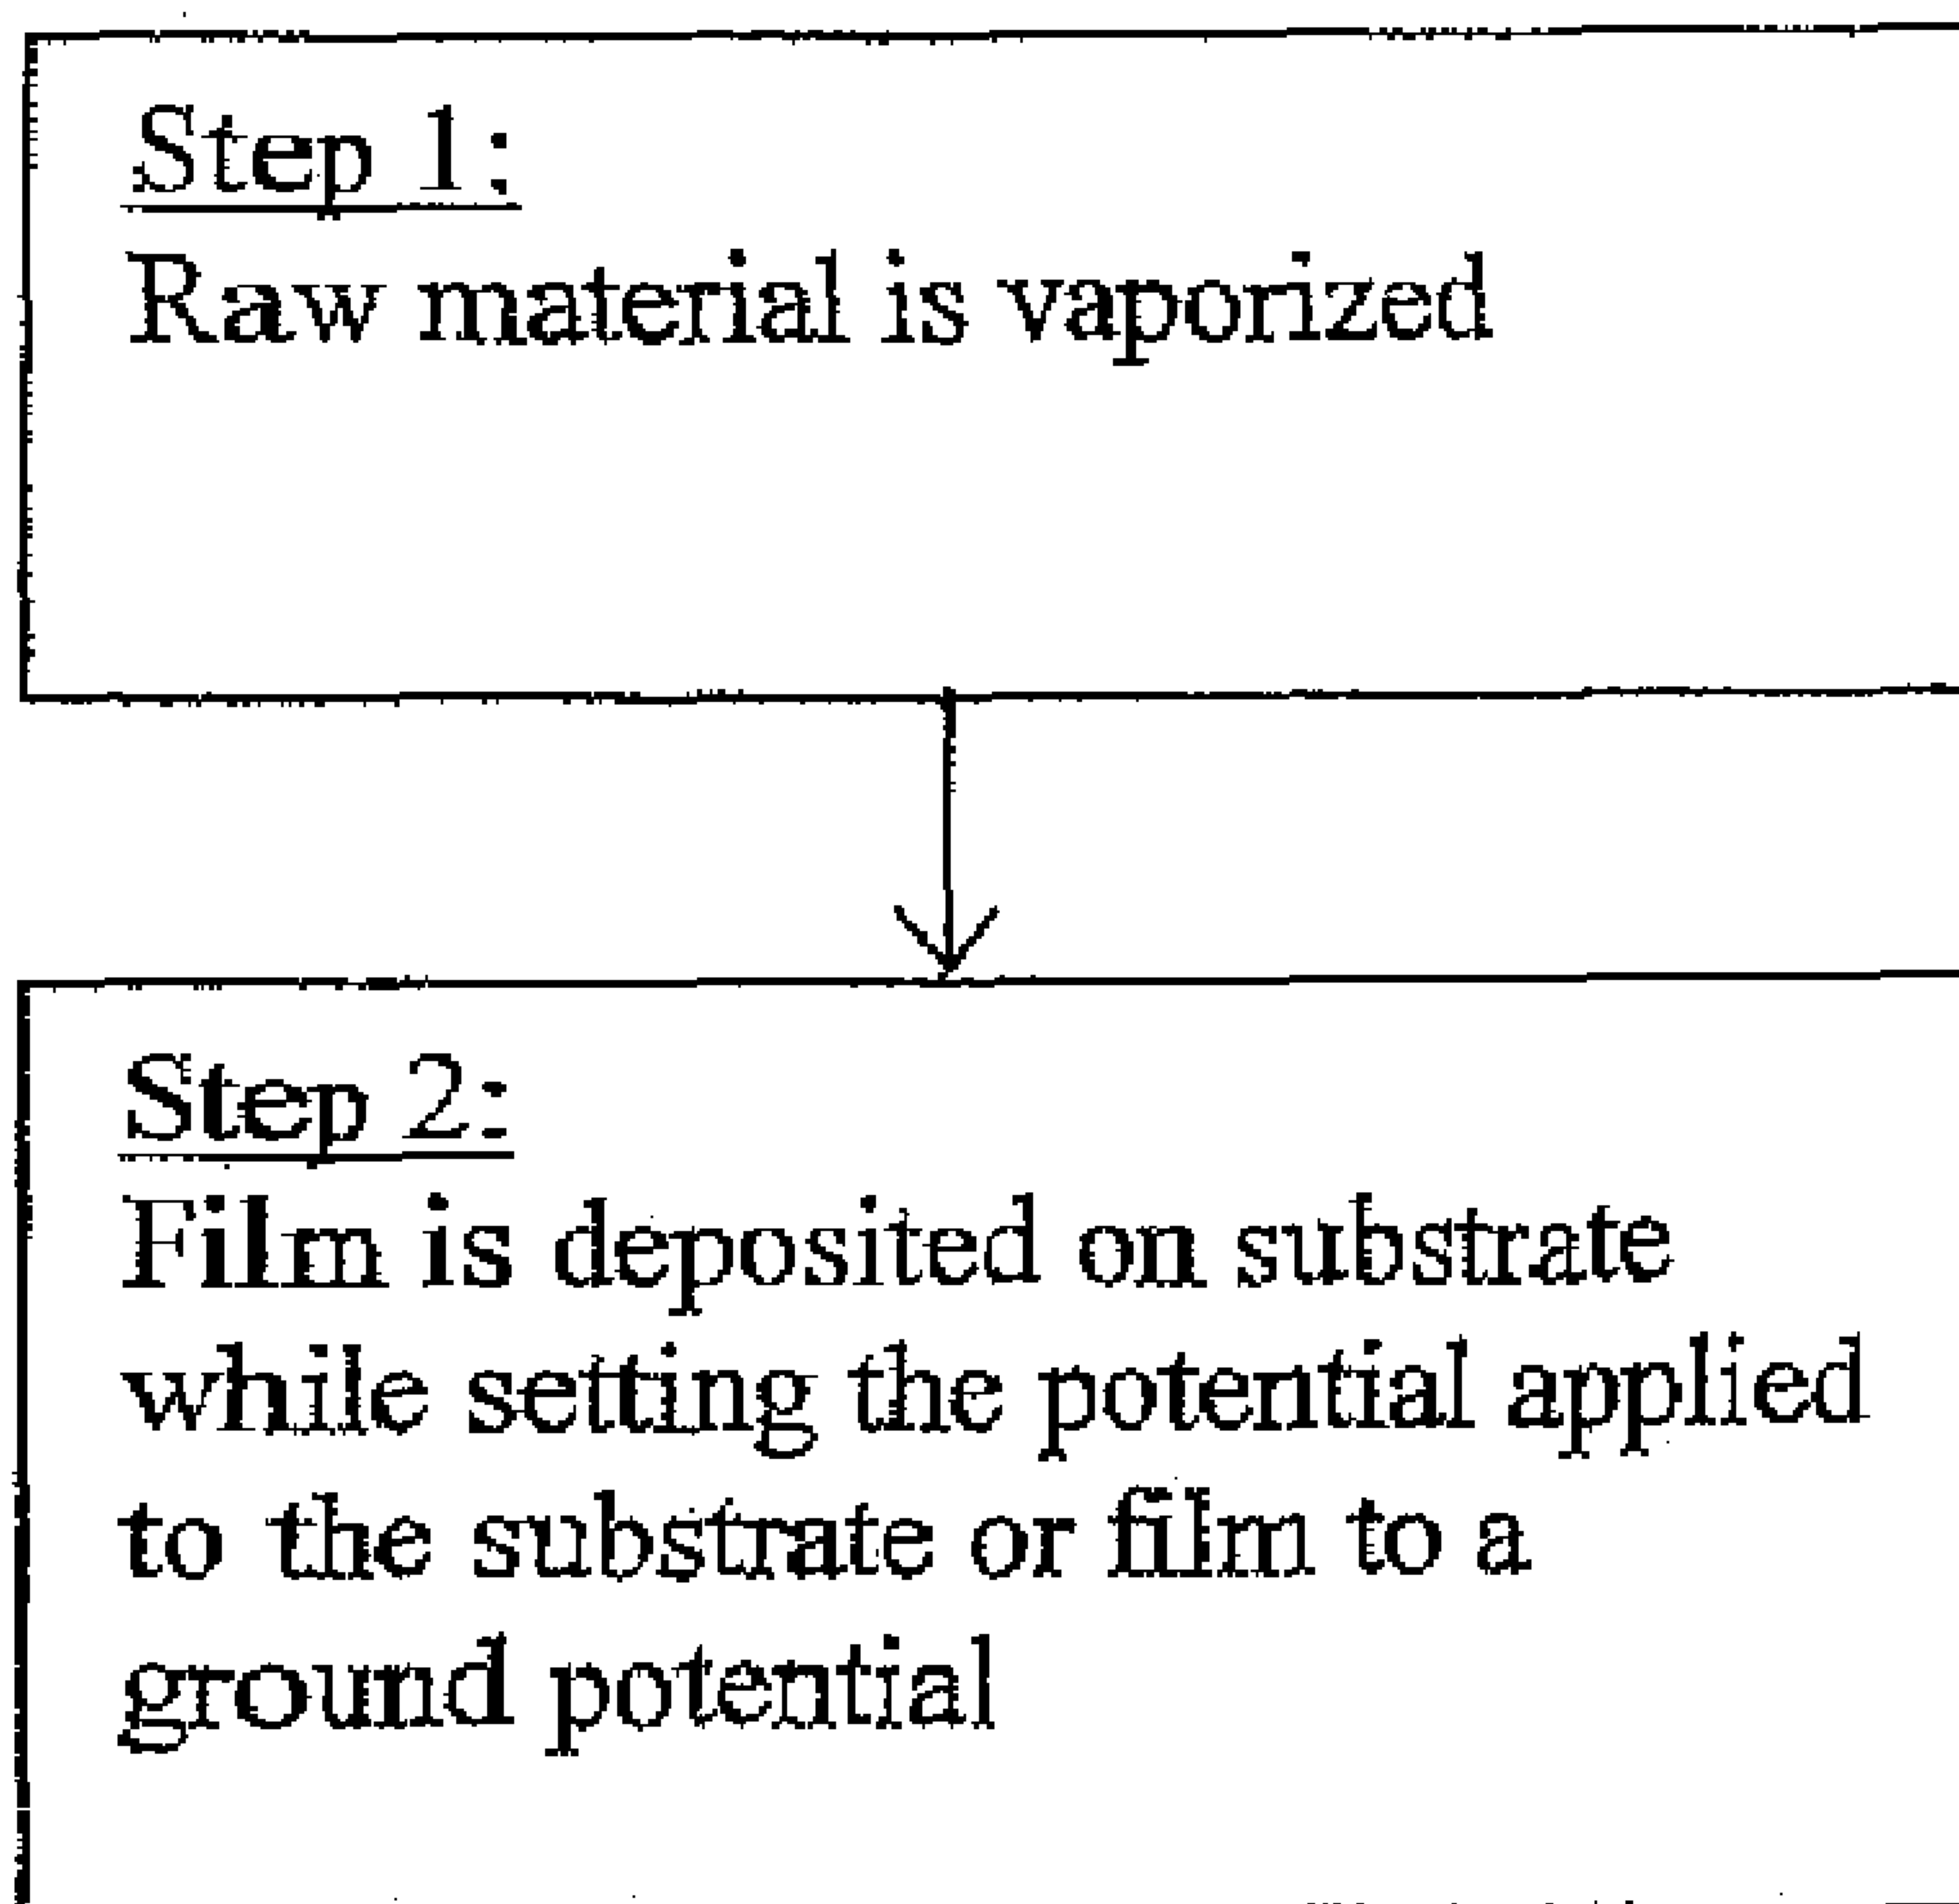 Step 1:
Raw material is vaporized
Step 2:
Film is deposited on substrate
while setting the potential applied
to the substrate or film to a
ground potential